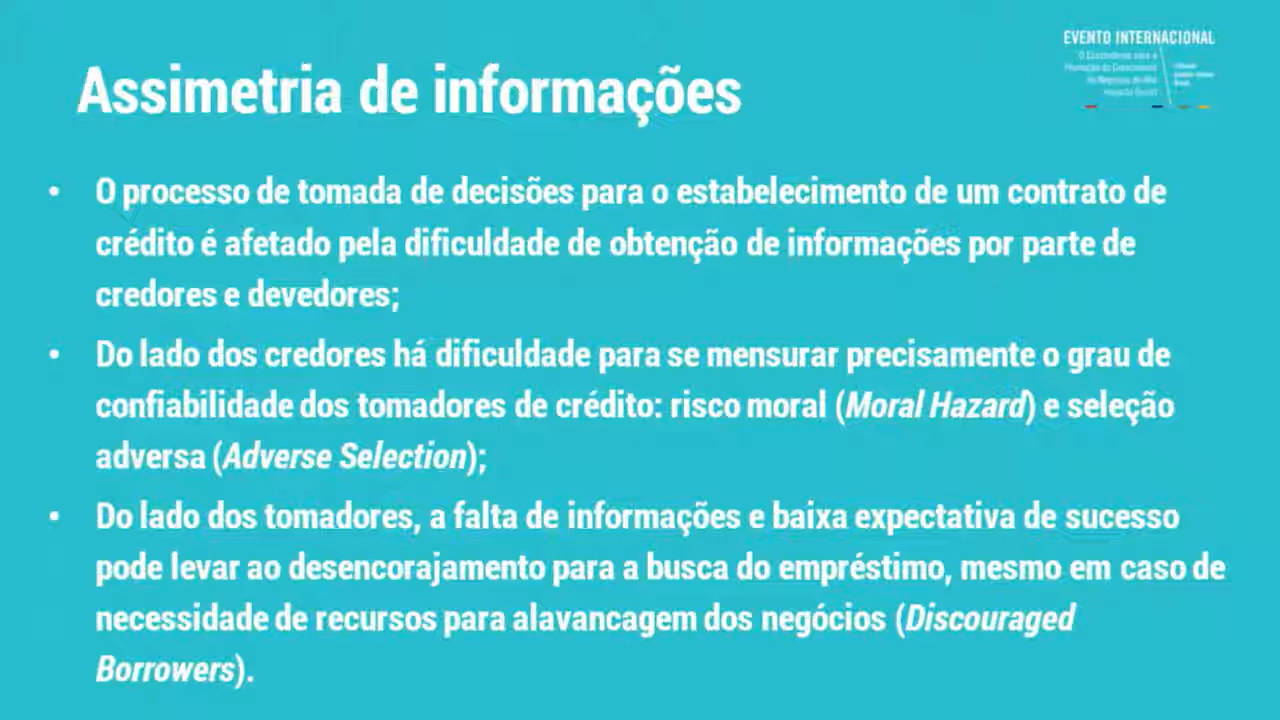 EVENTO INTERNACIONAL
Assimetria de informações
• O processo de tomada de decisões para o estabelecimento de um contrato de
crédito é afetado pela dificuldade de obtenção de informações por parte de
credores e devedores;
• Do lado dos credores há dificuldade para se mensurar precisamente o grau de
confiabilidade dos tomadores de crédito: risco moral (Moral Hazard) e seleção
adversa (Adverse Selection);
• Do lado dos tomadores, a falta de informações e baixa expectativa de sucesso
pode levar ao desencorajamento para a busca do empréstimo, mesmo em caso de
necessidade de recursos para alavancagem dos negócios (Discouraged
Borrowers).